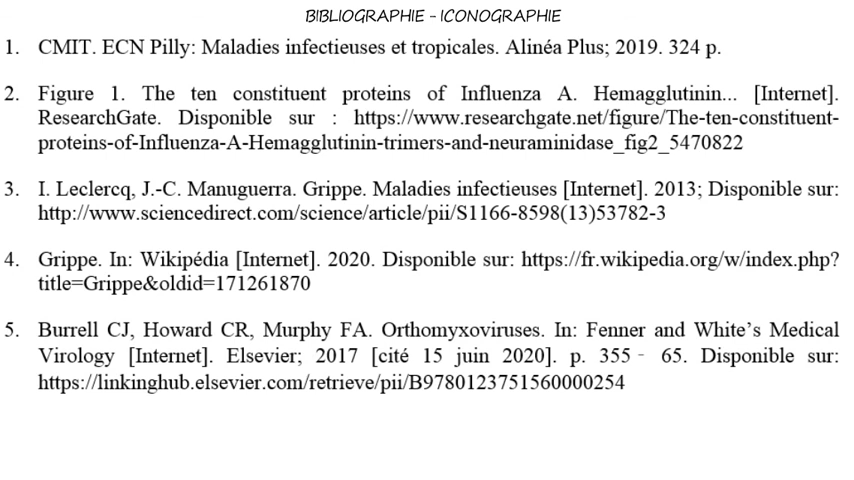 BIBLIOGRAPHIE - ICONOGRAPHIE
1. CMIT. ECN Pilly: Maladies infectieuses et tropicales. Alinéa Plus; 2019. 324 p.
2. Figure 1. The ten constituent proteins of Influenza A. Hemagglutinin... [Internet].
ResearchGate. Disponible sur : https://www.researchgate.net/figure/The-ten-constituent-
proteins-of-Influenza-A-Hemagglutinin-trimers-and-neuraminidase_fig2_5470822
3. I. Leclercq, J.-C. Manuguerra. Grippe. Maladies infectieuses [Internet]. 2013; Disponible sur:
http://www.sciencedirect.com/science/article/pii/S1166-8598(13)53782-3
4. Grippe. In: Wikipédia [Internet]. 2020. Disponible sur: https://fr.wikipedia.org/w/index.php?
title=Grippe&oldid=171261870
5. Burrell CJ, Howard CR, Murphy FA. Orthomyxoviruses. In: Fenner and White’s Medical
Virology [Internet]. Elsevier; 2017 [cité 15 juin 2020]. p. 355 - 65. Disponible sur:
https://linkinghub.elsevier.com/retrieve/pii/B9780123751560000254